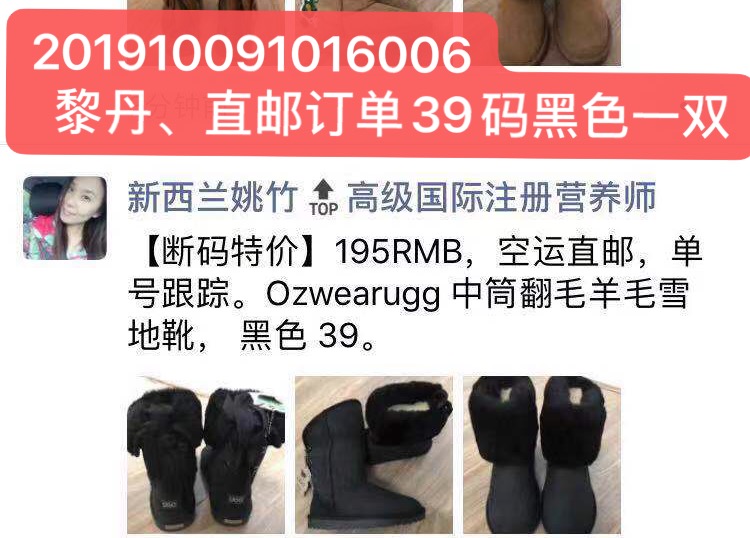 201910091016006
黎丹、直邮订单39码黑色一双
新西兰姚竹 TOP 高级国际注册营养师
【断码特价】195RMB，空运直邮，单
号跟踪。Ozwearugg 中筒翻毛羊毛雪
地靴， 黑色 39。